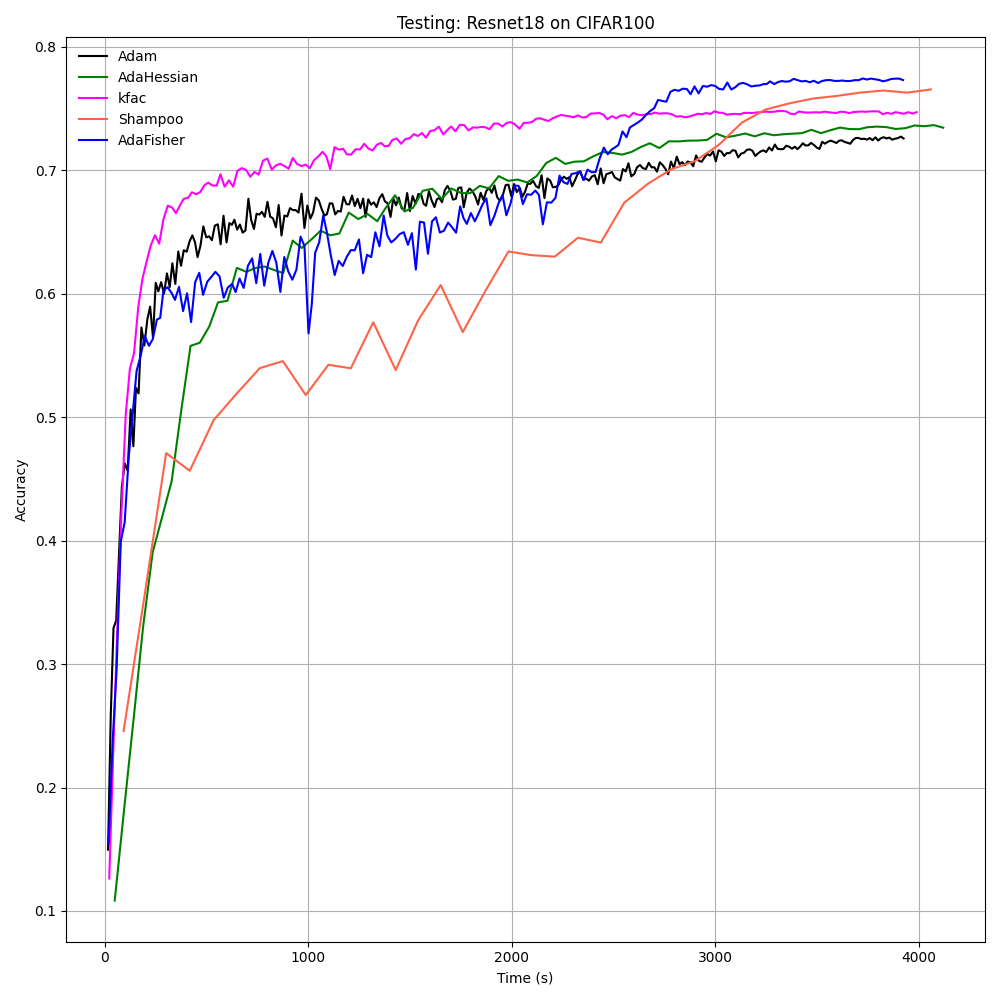 Testing: Resnet18 on CIFAR100
Adam
AdaHessian
kfac
Shampoo
AdaFisher
0.8
0.7
0.6
0.5
0.4
0.3
0.2
0.1
Accuracy
0 1000 2000 3000 4000
Time (s)